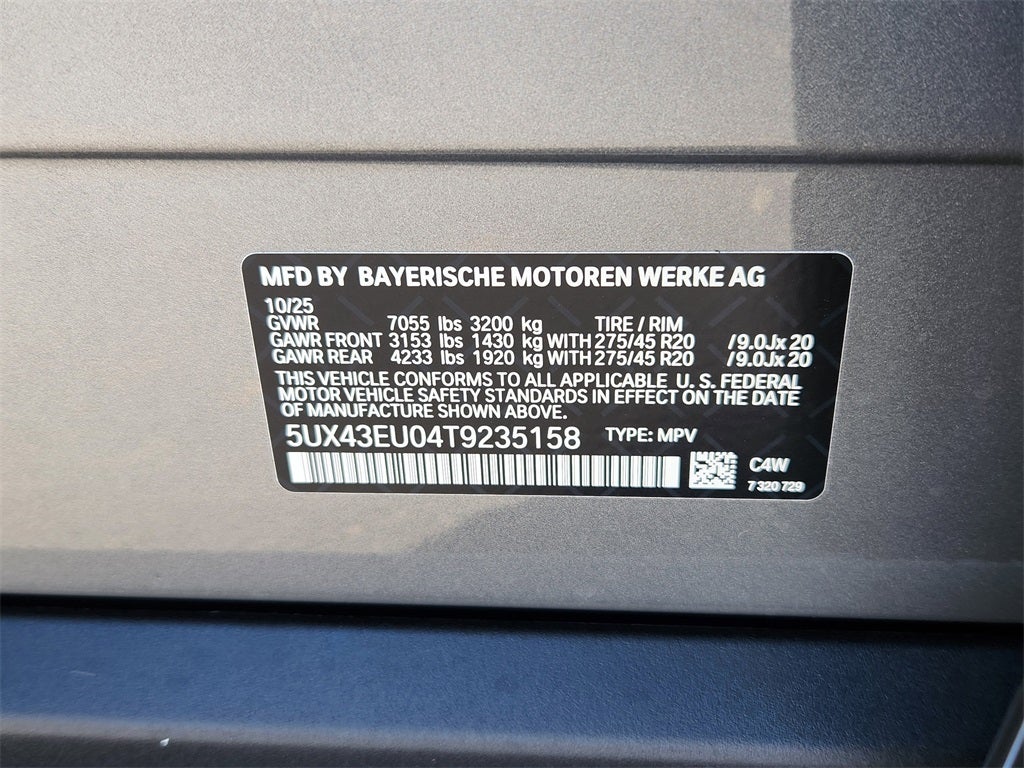 MFD BY BAYERISCHE MOTOREN WERKE AG
10/25
GVWR 7055 lbs 3200 kg TIRE / RIM
GAWR FRONT 3153 lbs 1430 kg WITH 275/45 R20 /9.0Jx20
GAWR REAR 4233 lbs 1920 kg WITH 275/45 R20 /9.0Jx20
THIS VEHICLE CONFORMS TO ALL APPLICABLE U. S. FEDERAL
MOTOR VEHICLE SAFETY STANDARDS IN EFFECT ON THE DATE
OF MANUFACTURE SHOWN ABOVE.
5UX43EU04T9235158 TYPE: MPV
C4W
7 320 729